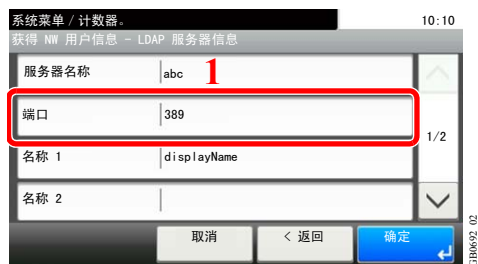 系统菜单 / 计数器。 10:10
获得 NW 用户信息 - LDAP 服务器信息
服务器名称 abc 1
端口 389
1/2
名称 1 displayName
名称 2
取消 < 返回 确定
GB0692_02